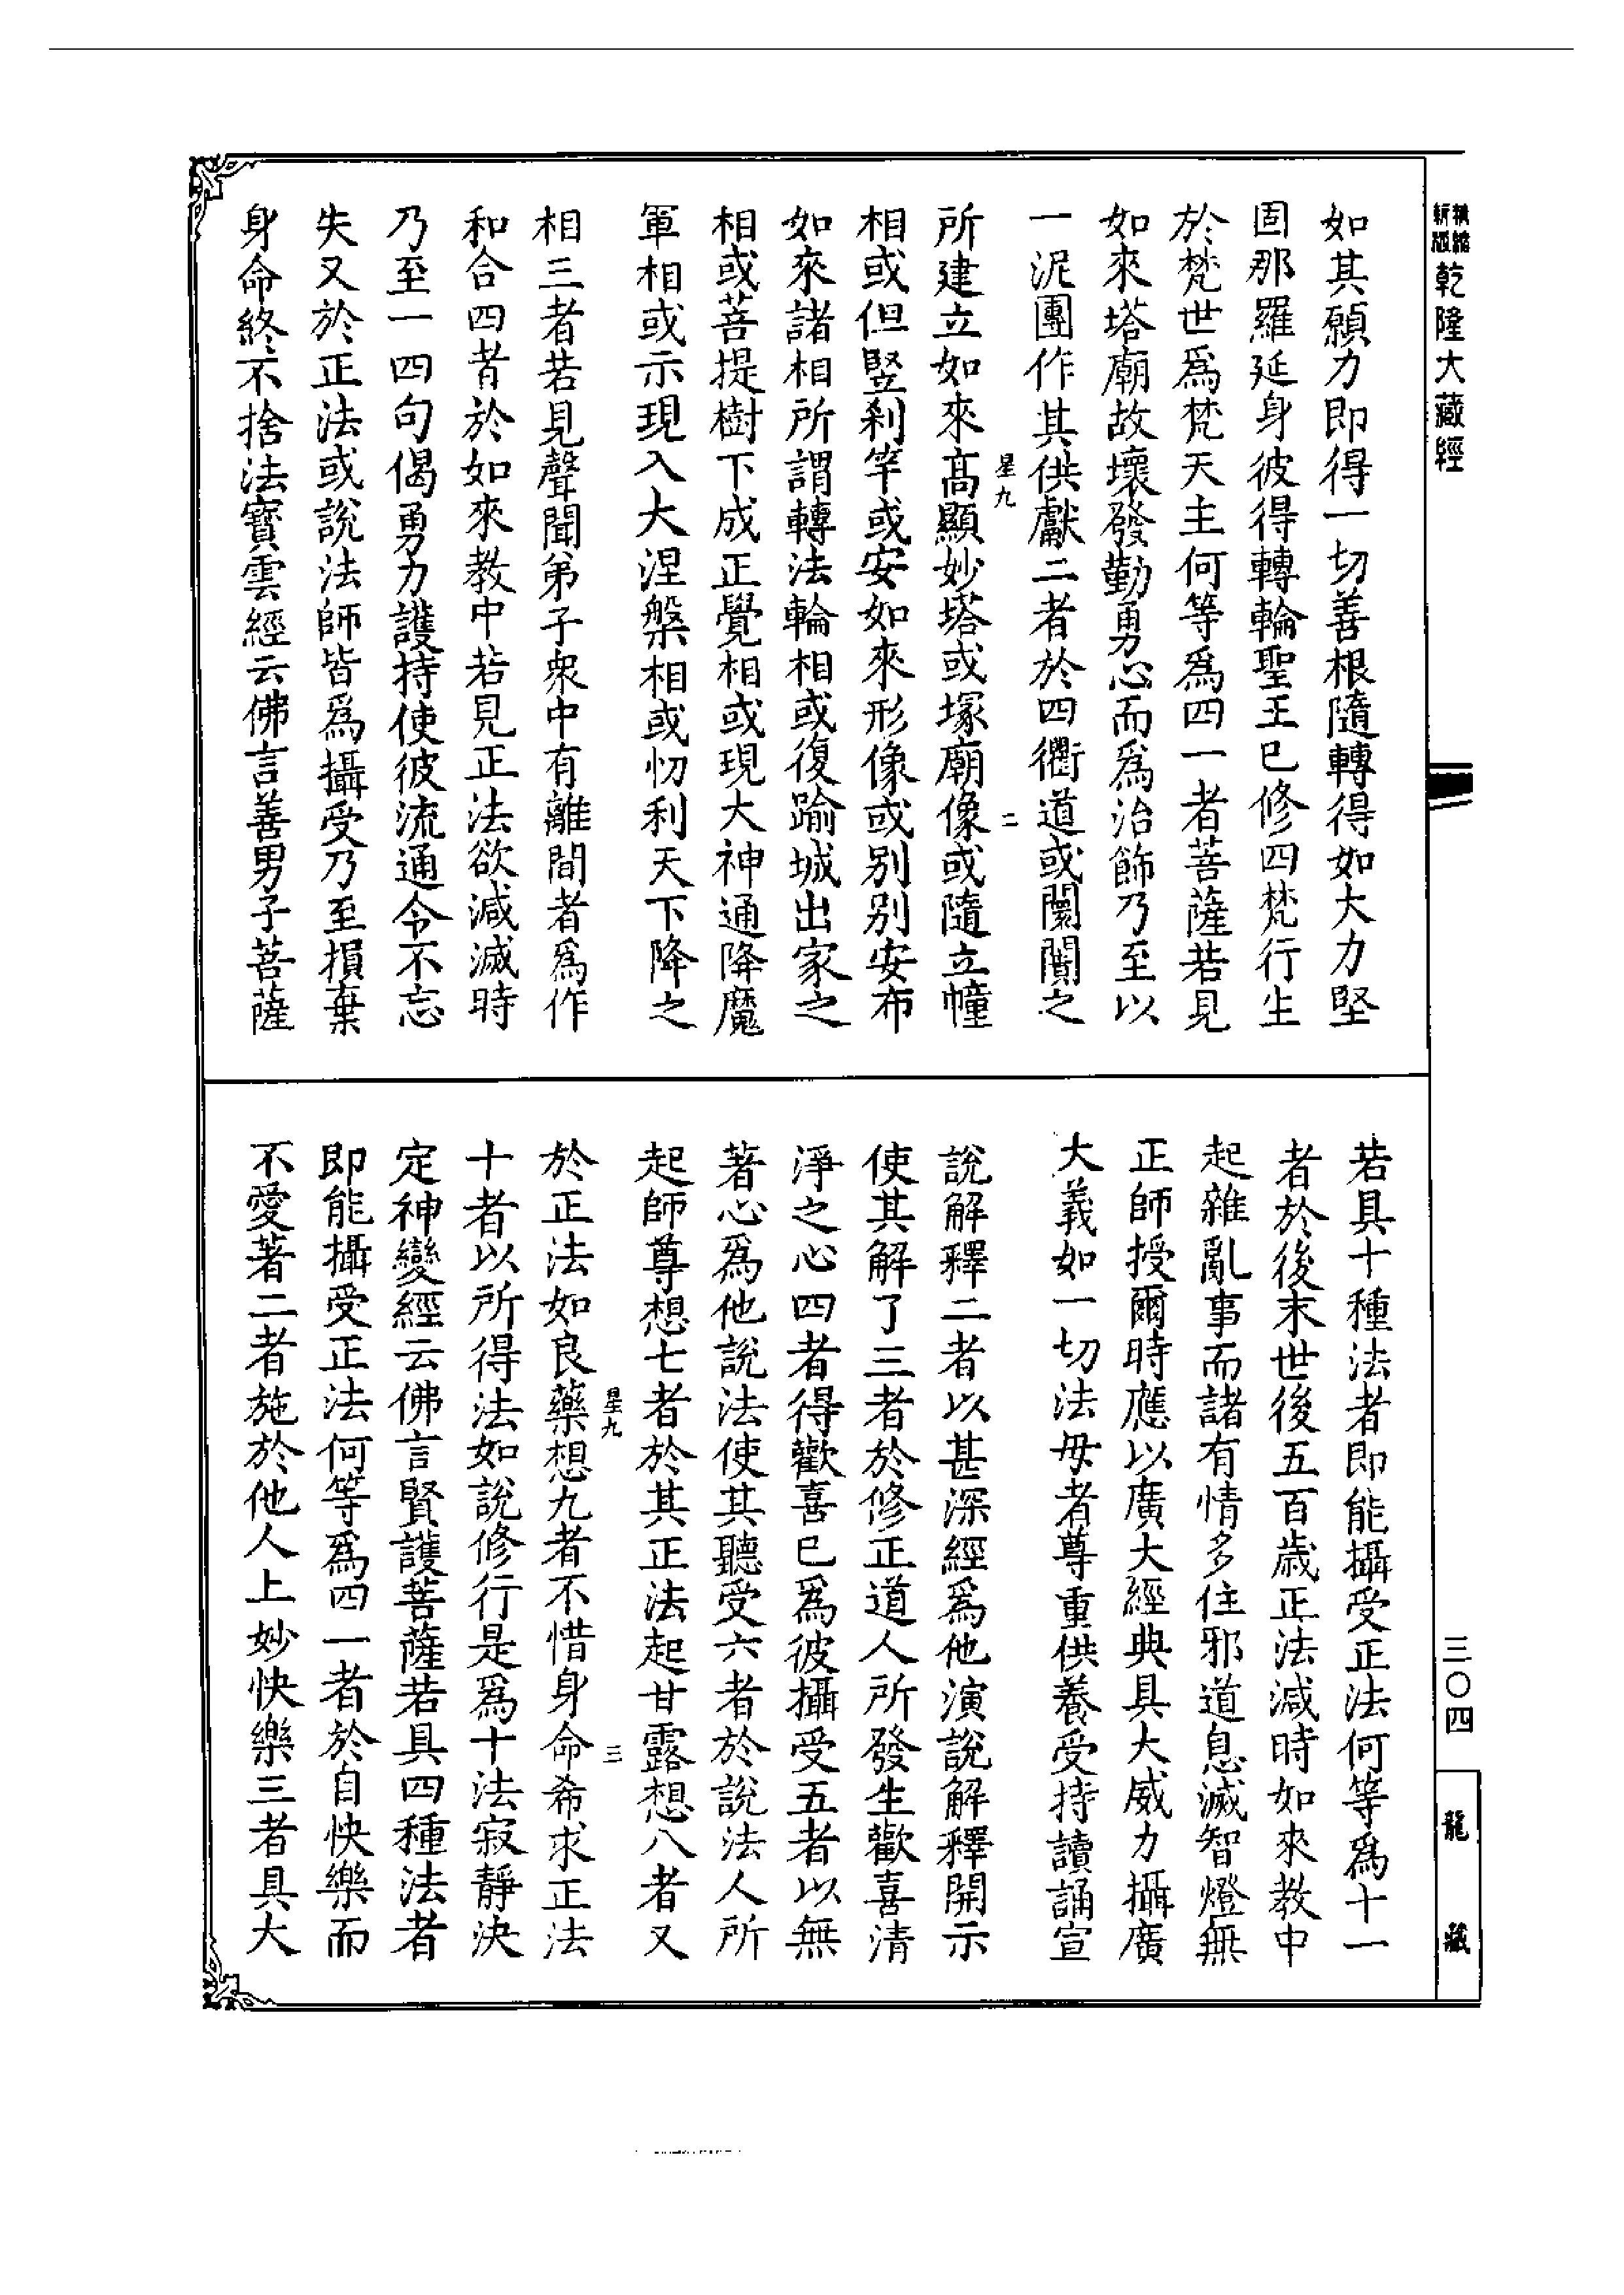 精縮
新版
乾隆大藏經
如其願力即得一切善根隨轉得如大力堅
固那羅延身彼得轉輪聖王已修四梵行生
於梵世爲梵天主何等爲四一者菩薩若見
如來塔廟故壞發勤勇心而爲治飾乃至以
一泥團作其供獻二者於四衢道或闤闠之
星九
二
所建立如來高顯妙塔或塚廟像或隨立幢
相或但豎刹竿或安如來形像或別別安布
如來諸相所謂轉法輪相或復踰城出家之
相或菩提樹下成正覺相或現大神通降魔
軍相或示現入大涅槃相或忉利天下降之
相三者若見聲聞弟子衆中有離間者爲作
和合四者於如來教中若見正法欲減滅時
乃至一四句偈勇力護持使彼流通令不忘
失又於正法或說法師皆爲攝受乃至損棄
身命終不捨法寶雲經云佛言善男子菩薩
若具十種法者即能攝受正法何等爲十一
者於後末世後五百歲正法減時如來教中
起雜亂事而諸有情多住邪道息滅智燈無
正師授爾時應以廣大經典具大威力攝廣
大義如一切法毋者尊重供養受持讀誦宣
說解釋二者以甚深經爲他演說解釋開示
使其解了三者於修正道人所發生歡喜清
淨之心四者得歡喜已爲彼攝受五者以無
著心爲他說法使其聽受六者於說法人所
起師尊想七者於其正法起甘露想八者又
星九
三
於正法如良藥想九者不惜身命希求正法
十者以所得法如說修行是爲十法寂靜決
定神變經云佛言賢護菩薩若具四種法者
即能攝受正法何等爲四一者於自快樂而
不愛著二者施於他人上妙快樂三者具大
三〇四
龍藏